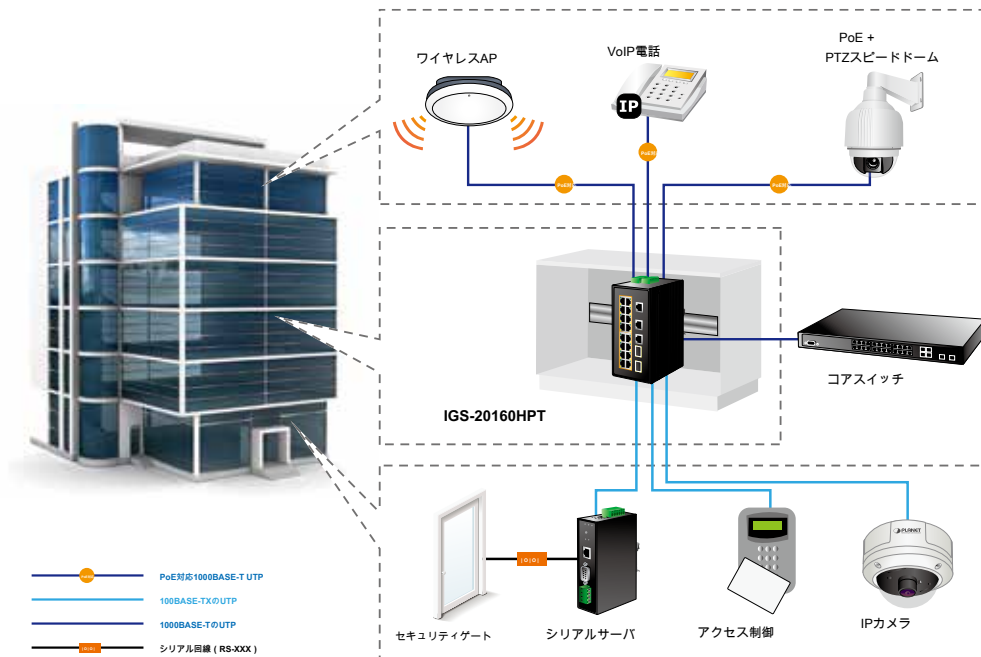 PoE +
PTZスピードドーム
VoIP電話
ワイヤレスAP
IP
IGS-20160HPT
コアスイッチ
PLANET
セキュリティゲート
シリアルサーバ
アクセス制御
IPカメラ
PoE対応1000BASE-T UTP
100BASE-TXのUTP
1000BASE-TのUTP
シリアル回線 ( RS-XXX )